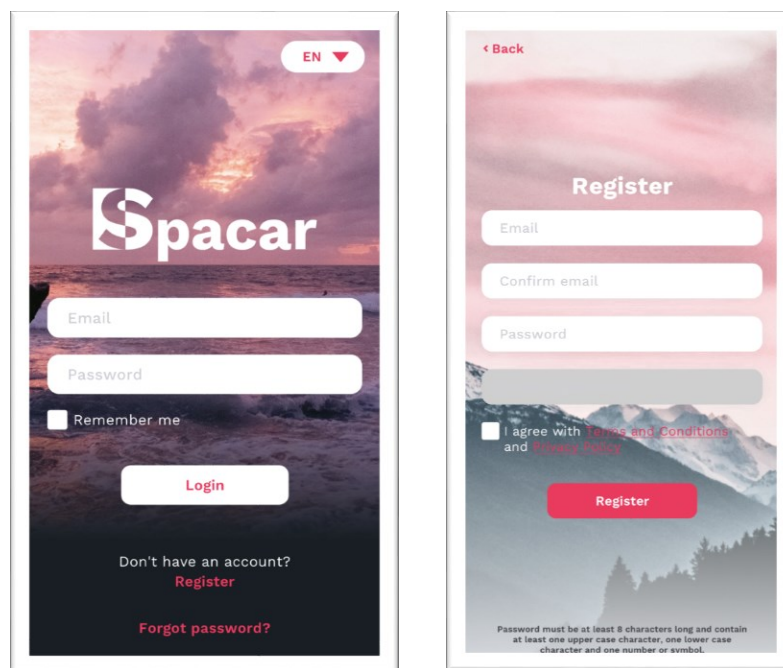 EN
Spacar
Email
Password
Remember me
Login
Don't have an account?
Register
Forgot password?
‹ Back
Register
Email
Confirm email
Password
I agree with Terms and Conditions
and Privacy Policy
Register
Password must be at least 8 characters long and contain
at least one upper case character, one lower case
character and one number or symbol.